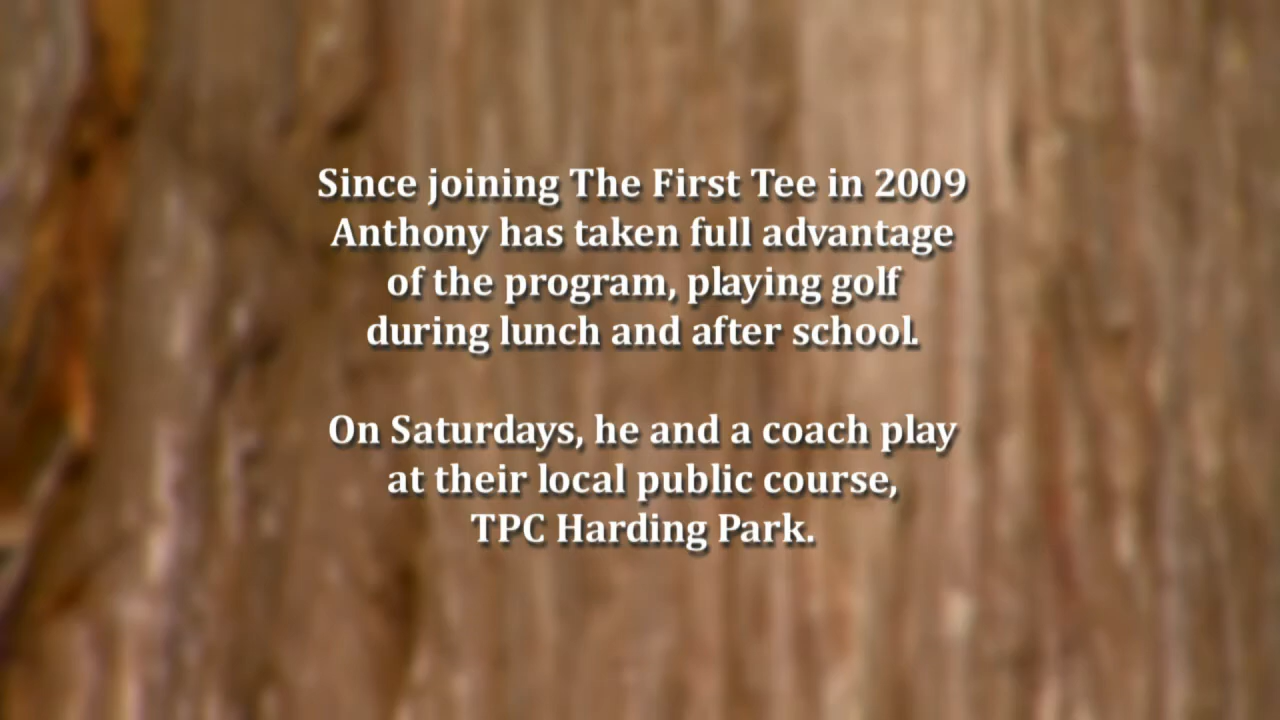 Since joining The First Tee in 2009
Anthony has taken full advantage
of the program, playing golf
during lunch and after school.
On Saturdays, he and a coach play
at their local public course,
TPC Harding Park.